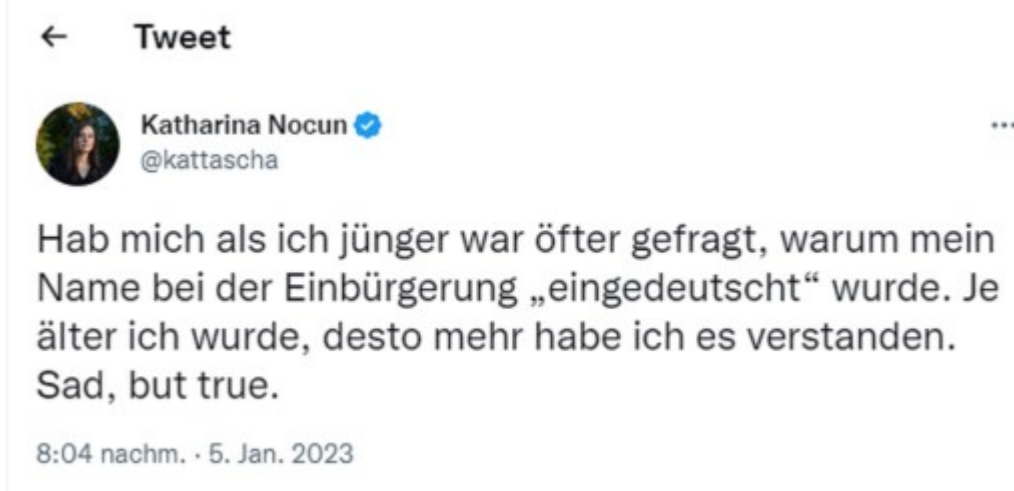 Tweet
Katharina Nocun
@kattascha
Hab mich als ich jünger war öfter gefragt, warum mein
Name bei der Einbürgerung „eingedeutscht“ wurde. Je
älter ich wurde, desto mehr habe ich es verstanden.
Sad, but true.
8:04 nachm. · 5. Jan. 2023